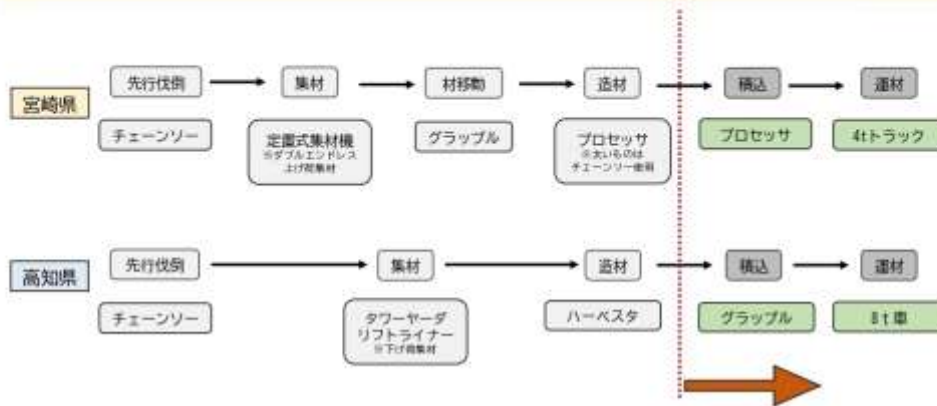 宮崎県
先行伐倒
集材
材移動
造材
積込
運材
チェーンソー
定置式集材機
※ダブルエンドレス
上げ荷集材
グラップル
プロセッサ
※太いものは
チェーンソー使用
プロセッサ
4tトラック
高知県
先行伐倒
集材
造材
積込
運材
チェーンソー
タワーヤーダ
リフトライナー
※下げ荷集材
ハーベスタ
グラップル
8t車